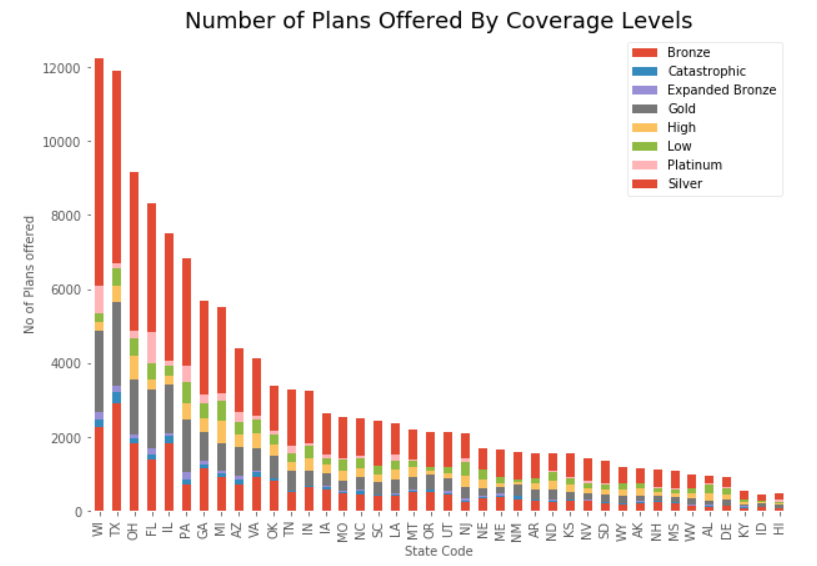 Number of Plans Offered By Coverage Levels
Bronze
Catastrophic
Expanded Bronze
Gold
High
Low
Platinum
Silver
12000
10000
8000
6000
4000
2000
0
No of Plans offered
WI TX OH FL IL PA GA MI AZ VA OK TN IN IA MO NC SC LA MT OR UT NJ NE ME NM AR ND KS NV SD WY AK NH MS WV AL DE KY ID HI
State Code